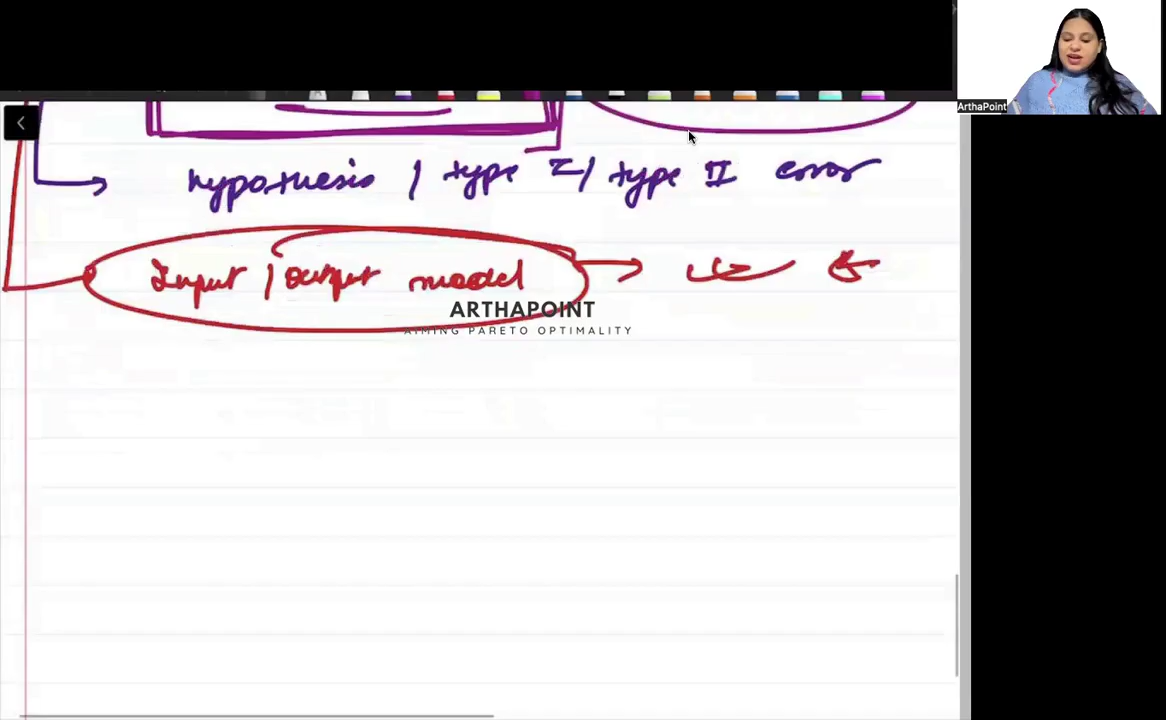 ArthaPoint
hypothesis / type I / type II error
Input / output model →
ARTHAPOINT
AIMING PARETO OPTIMALITY